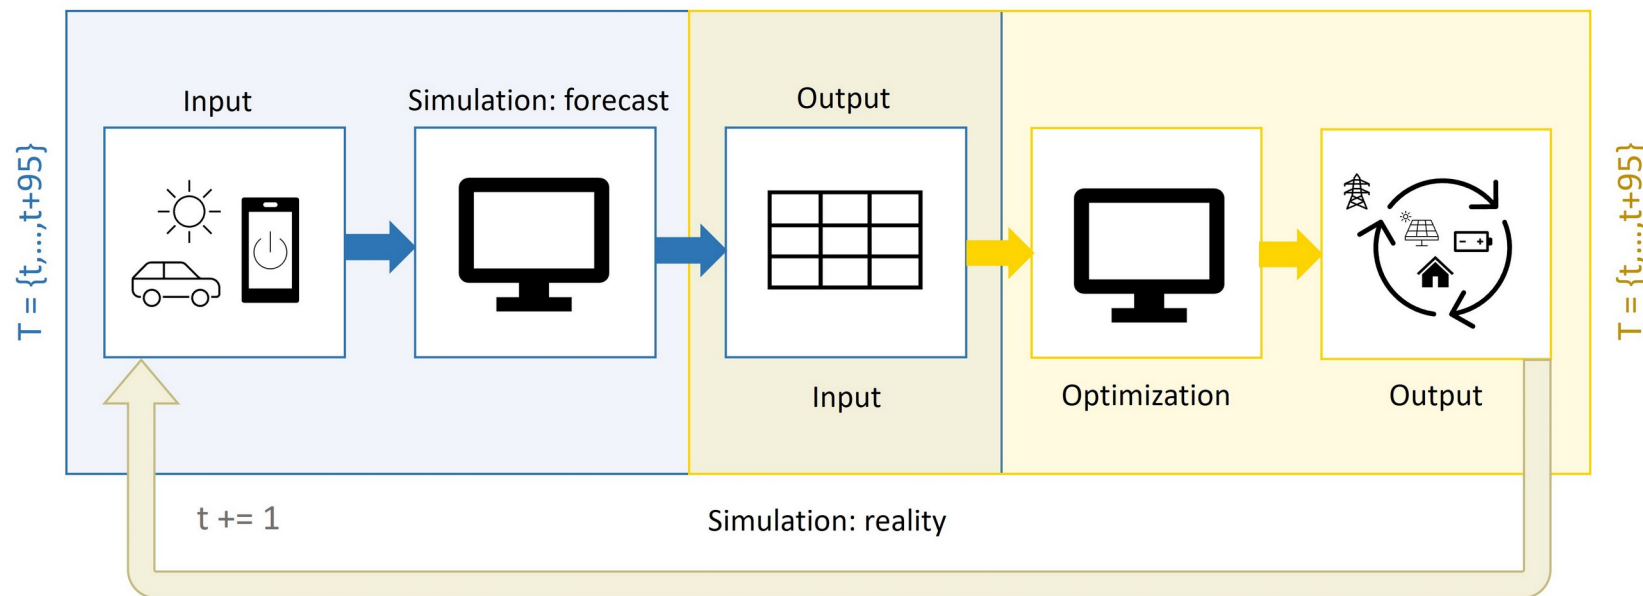 Input
Simulation: forecast
Output
T = {t,...,t+95}
T = {t,...,t+95}
Input
Optimization
Output
t += 1
Simulation: reality